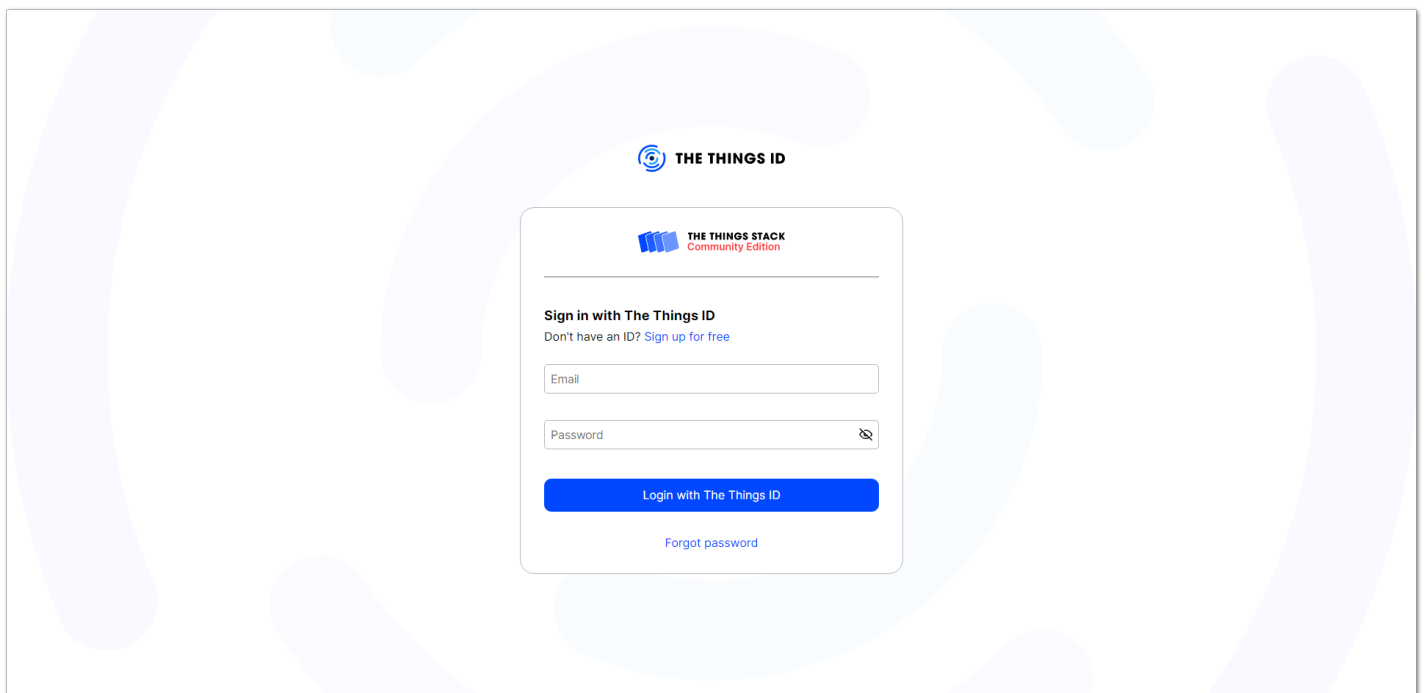 THE THINGS ID
THE THINGS STACK
Community Edition
Sign in with The Things ID
Don't have an ID? Sign up for free
Email
Password
Login with The Things ID
Forgot password